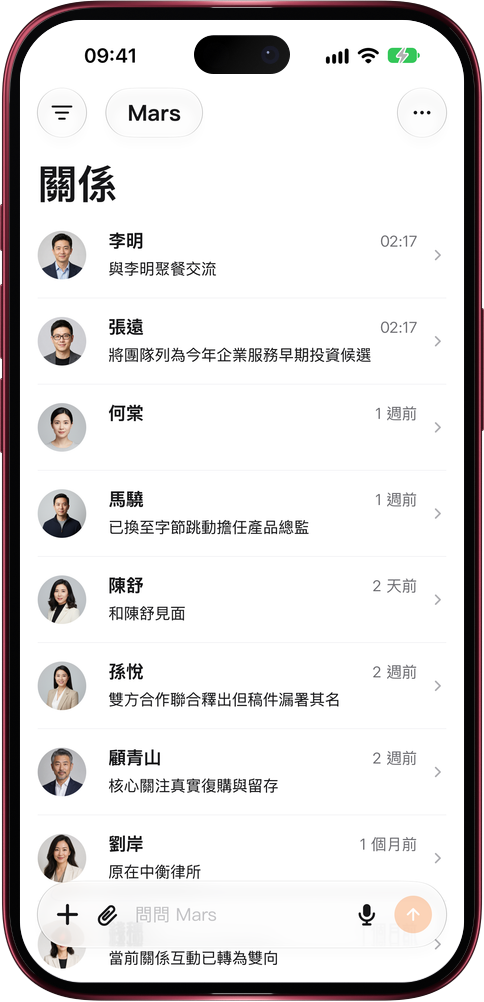 09:41
Mars
關係
李明
02:17
與李明聚餐交流
張遠
02:17
將團隊列為今年企業服務早期投資候選
何棠
1 週前
馬驍
1 週前
已換至字節跳動擔任產品總監
陳舒
2 天前
和陳舒見面
孫悅
2 週前
雙方合作聯合釋出但稿件漏署其名
顧青山
2 週前
核心關注真實復購與留存
劉岸
1 個月前
原在中衡律所
問問 Mars
當前關係互動已轉為雙向